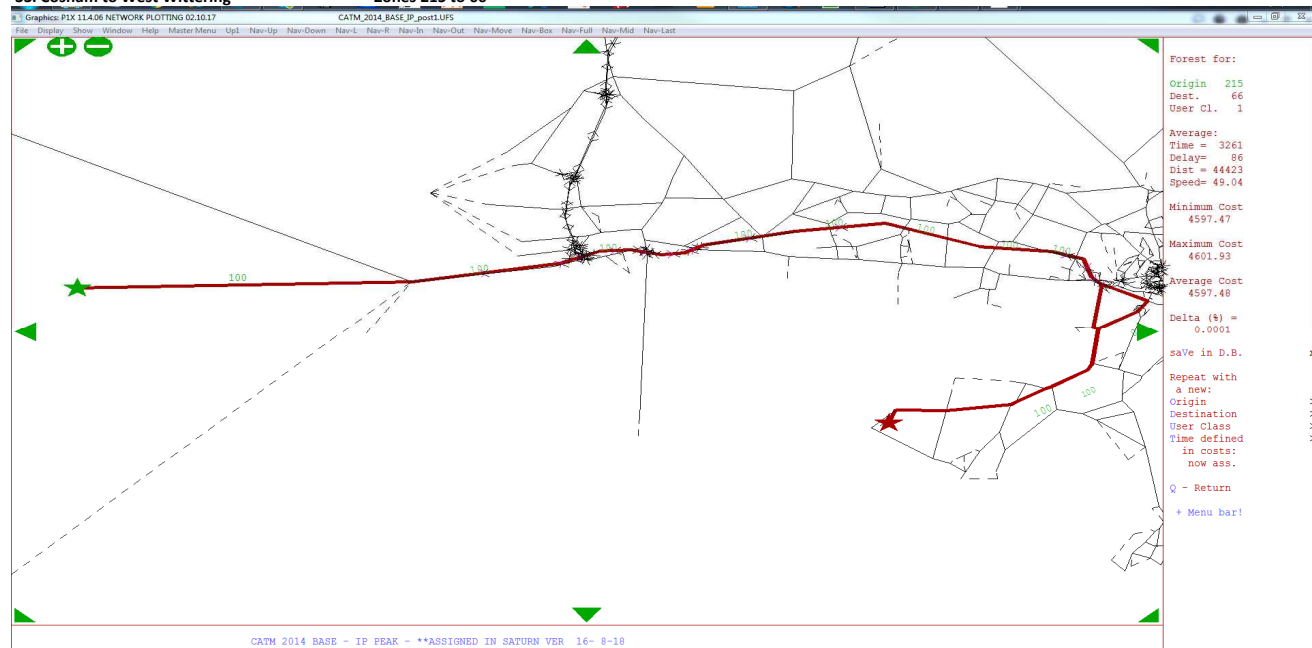 Zones 215 to 66
Graphics: P1X 11.4.06 NETWORK PLOTTING 02.10.17 CATM_2014_BASE_IP_post1.UFS
File Display Show Window Help Master Menu Up1 Nav-Up Nav-Down Nav-L Nav-R Nav-In Nav-Out Nav-Move Nav-Box Nav-Full Nav-Mid Nav-Last
Forest for:
Origin 215
Dest. 66
User Cl. 1
Average:
Time = 3261
Delay= 86
Dist = 44423
Speed= 49.04
Minimum Cost
4597.47
Maximum Cost
4601.93
Average Cost
4597.48
Delta (%) =
0.0001
saVe in D.B.
Repeat with
a new:
Origin
Destination
User Class
Time defined
in costs:
now ass.
Q - Return
+ Menu bar!
100
100
100
100
100
100
100
100
100
CATM 2014 BASE - IP PEAK - **ASSIGNED IN SATURN VER 16- 8-18